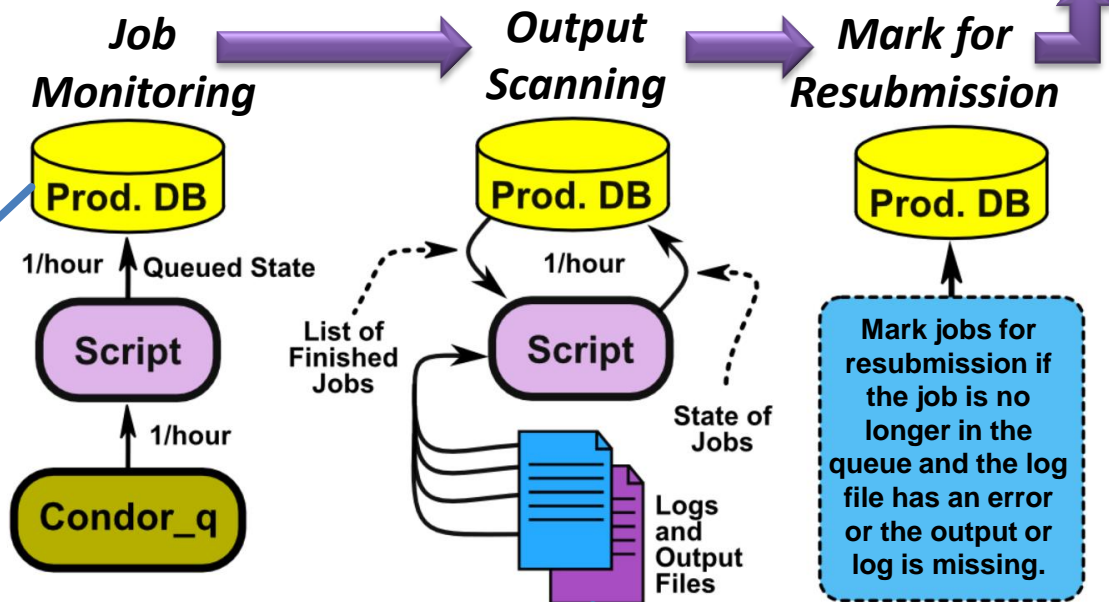 Job
Monitoring
Prod. DB
1/hour
Queued State
Script
1/hour
Condor_q
Output
Scanning
Prod. DB
1/hour
List of
Finished
Jobs
Script
State of
Jobs
Logs
and
Output
Files
Mark for
Resubmission
Prod. DB
Mark jobs for
resubmission if
the job is no
longer in the
queue and the log
file has an error
or the output or
log is missing.